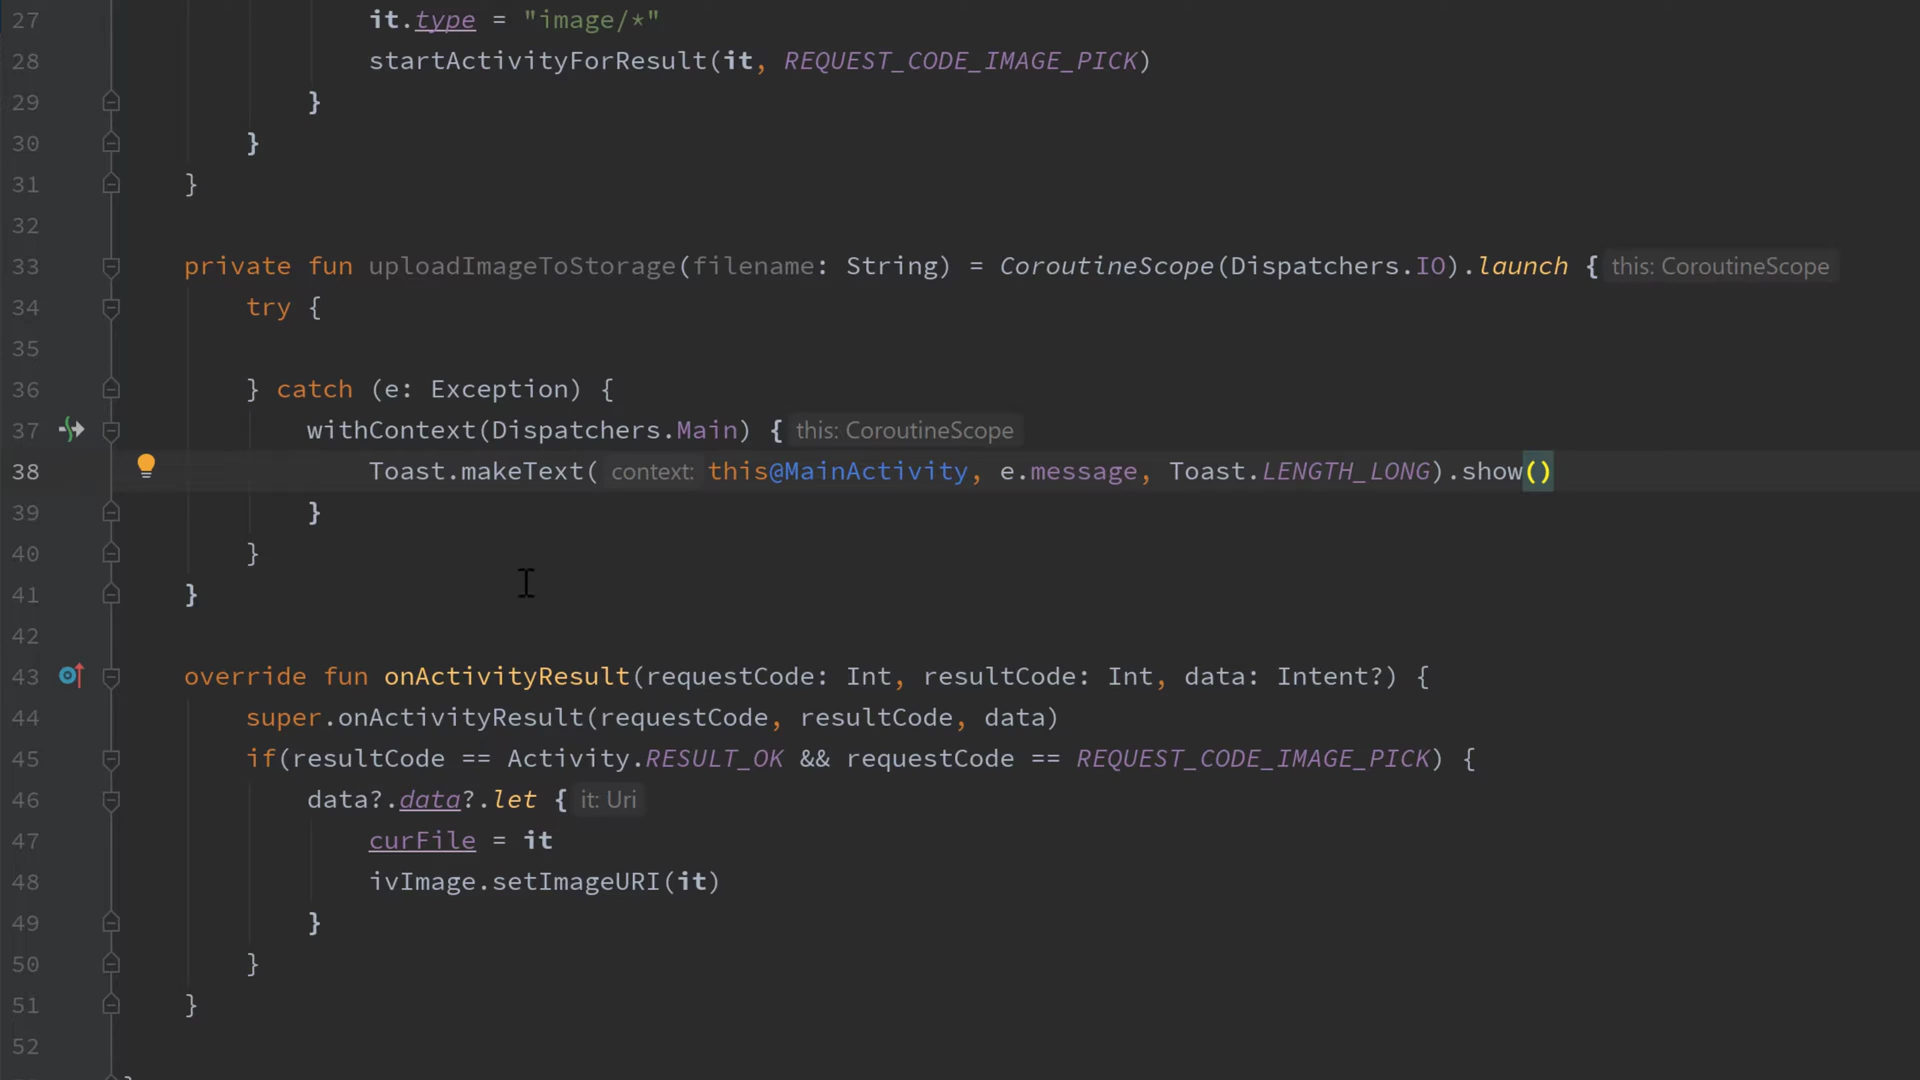 27 it.type = "image/*"
28 startActivityForResult(it, REQUEST_CODE_IMAGE_PICK)
29 }
30 }
31 }
32
33 private fun uploadImageToStorage(filename: String) = CoroutineScope(Dispatchers.IO).launch { this: CoroutineScope
34 try {
35
36 } catch (e: Exception) {
37 withContext(Dispatchers.Main) { this: CoroutineScope
38 Toast.makeText( context: this@MainActivity, e.message, Toast.LENGTH_LONG).show()
39 }
40 }
41 }
42
43 override fun onActivityResult(requestCode: Int, resultCode: Int, data: Intent?) {
44 super.onActivityResult(requestCode, resultCode, data)
45 if(resultCode == Activity.RESULT_OK && requestCode == REQUEST_CODE_IMAGE_PICK) {
46 data?.data?.let { it: Uri
47 curFile = it
48 ivImage.setImageURI(it)
49 }
50 }
51 }
52